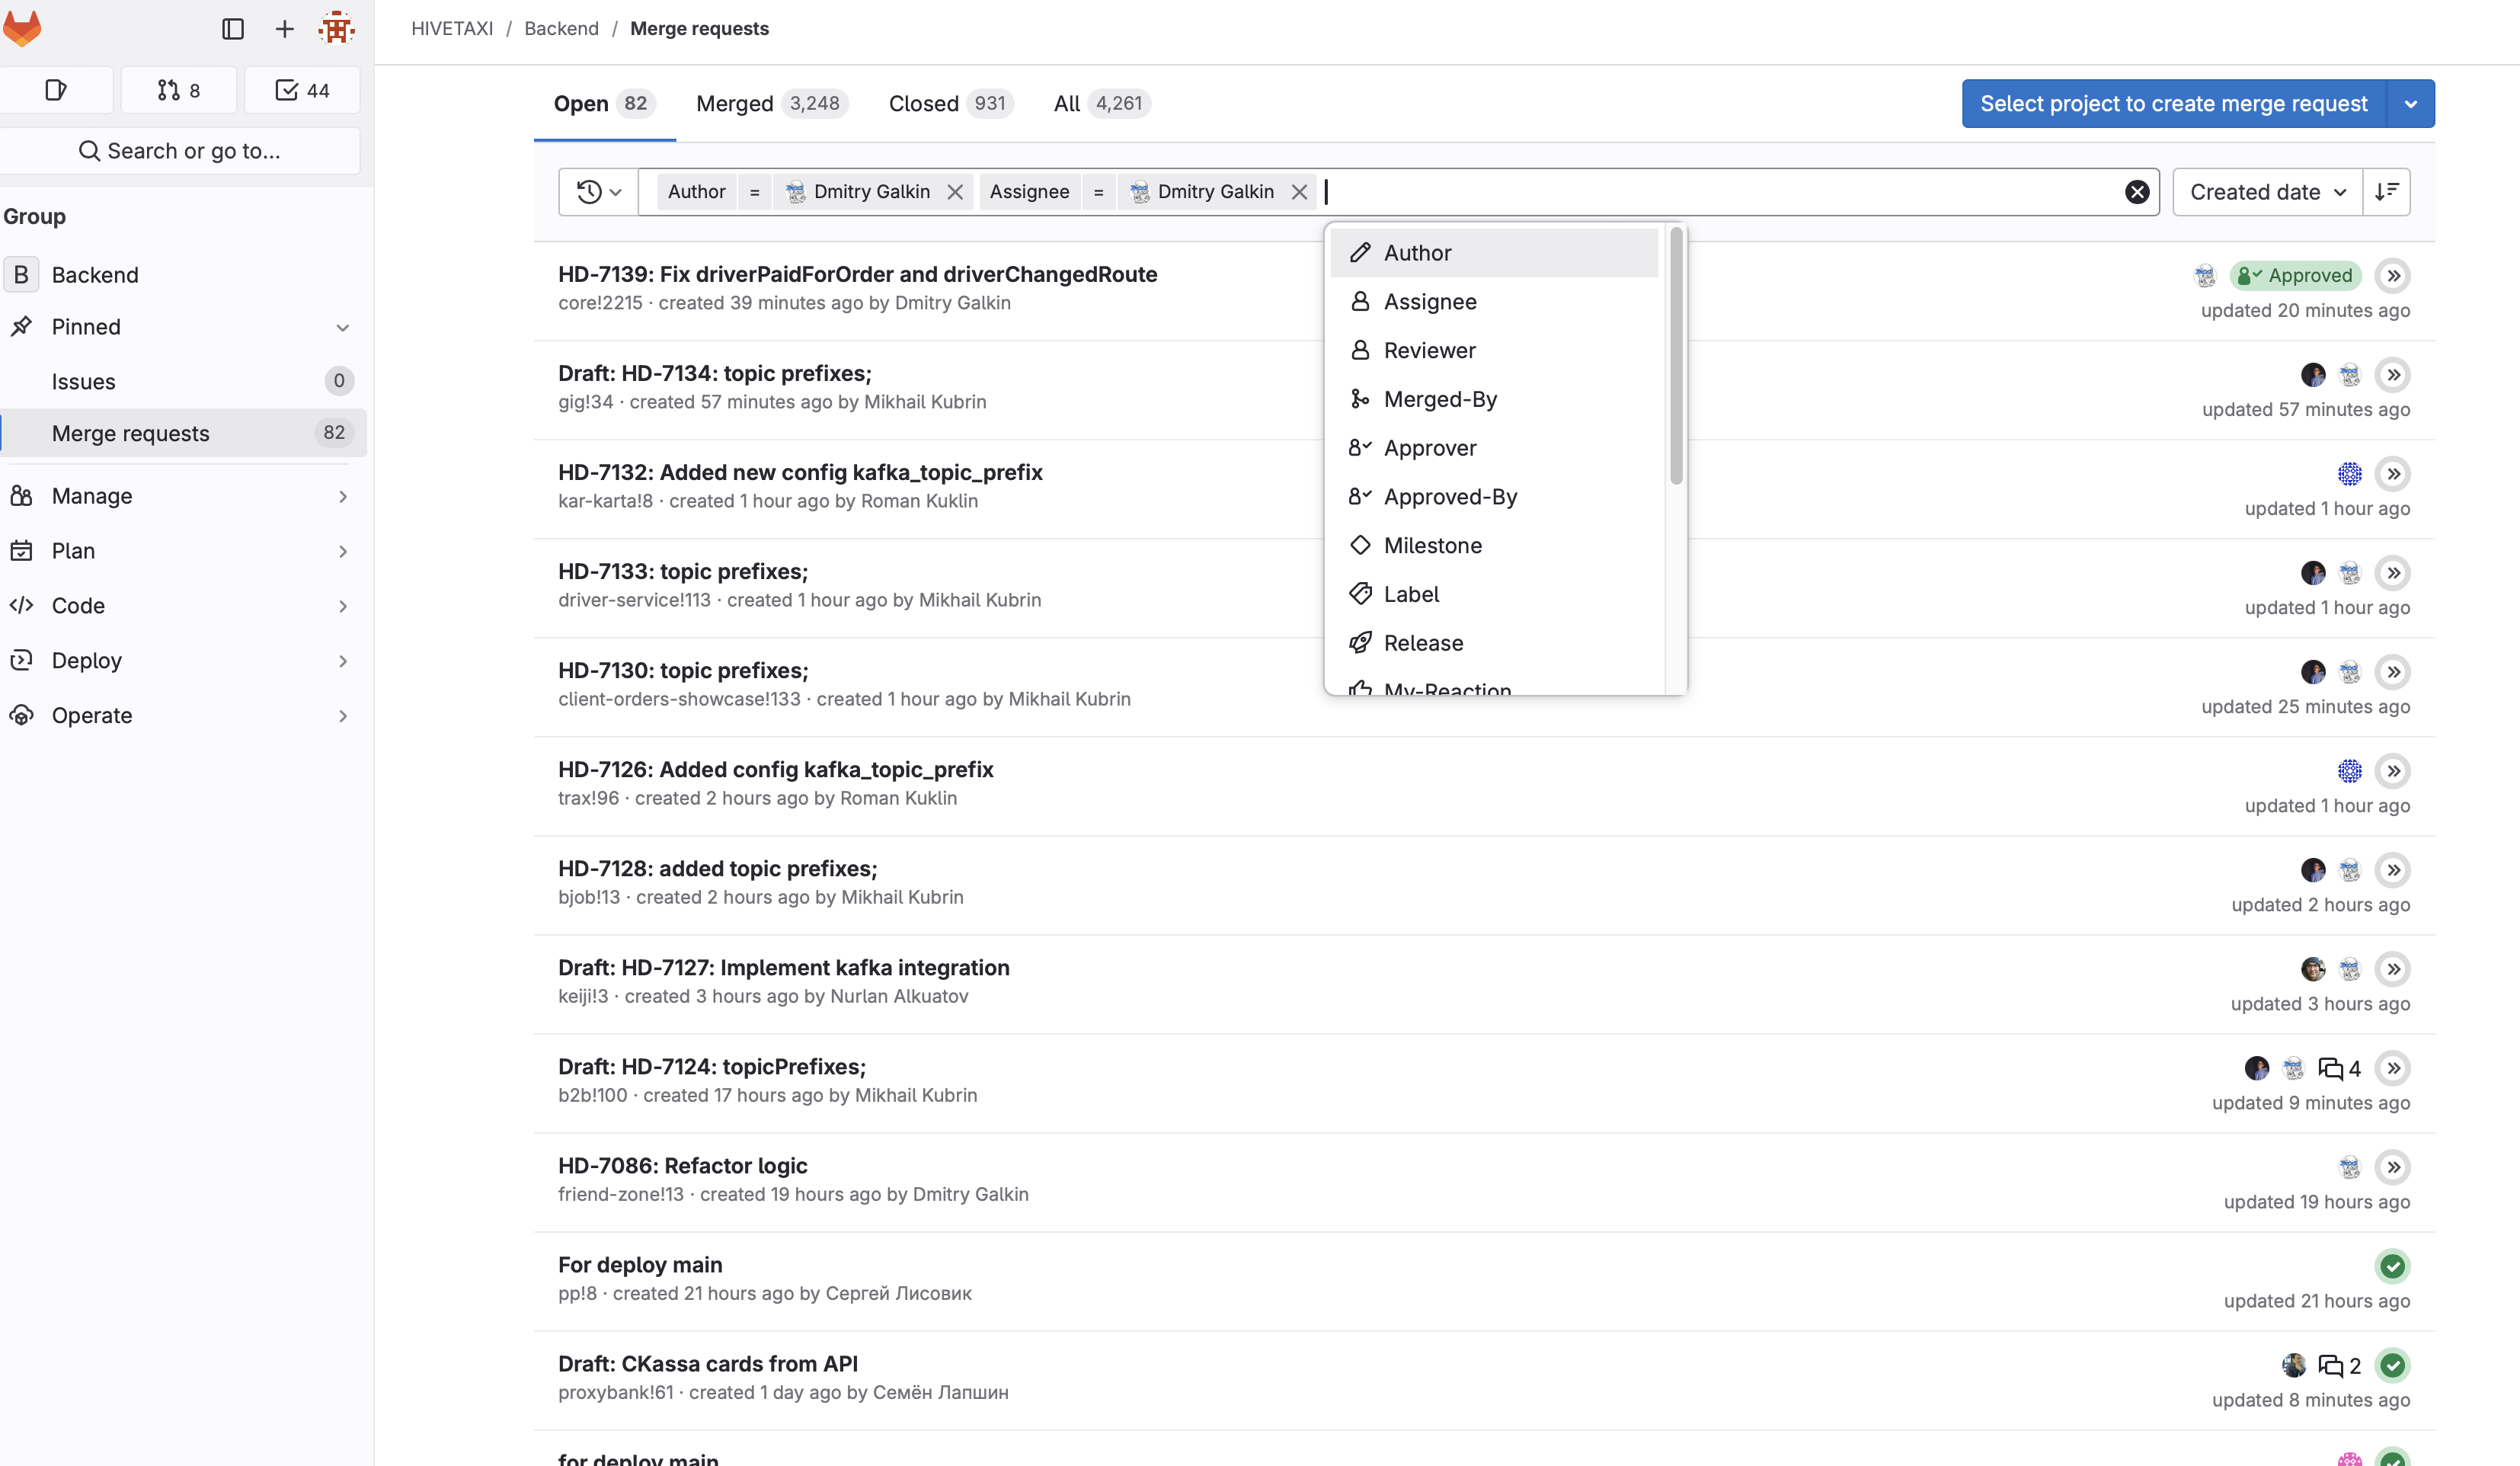 HIVETAXI / Backend / Merge requests
8
44
Search or go to...
Group
B Backend
Pinned
Issues 0
Merge requests 82
Manage
Plan
Code
Deploy
Operate
Open 82 Merged 3,248 Closed 931 All 4,261
Select project to create merge request
Author = Dmitry Galkin Assignee = Dmitry Galkin
Created date
Author
Assignee
Reviewer
Merged-By
Approver
Approved-By
Milestone
Label
Release
My-Reaction
HD-7139: Fix driverPaidForOrder and driverChangedRoute
Approved
core!2215 · created 39 minutes ago by Dmitry Galkin
updated 20 minutes ago
Draft: HD-7134: topic prefixes;
gig!34 · created 57 minutes ago by Mikhail Kubrin
updated 57 minutes ago
HD-7132: Added new config kafka_topic_prefix
kar-karta!8 · created 1 hour ago by Roman Kuklin
updated 1 hour ago
HD-7133: topic prefixes;
driver-service!113 · created 1 hour ago by Mikhail Kubrin
updated 1 hour ago
HD-7130: topic prefixes;
client-orders-showcase!133 · created 1 hour ago by Mikhail Kubrin
updated 25 minutes ago
HD-7126: Added config kafka_topic_prefix
trax!96 · created 2 hours ago by Roman Kuklin
updated 1 hour ago
HD-7128: added topic prefixes;
bjob!13 · created 2 hours ago by Mikhail Kubrin
updated 2 hours ago
Draft: HD-7127: Implement kafka integration
keiji!3 · created 3 hours ago by Nurlan Alkuatov
updated 3 hours ago
Draft: HD-7124: topicPrefixes;
4
b2b!100 · created 17 hours ago by Mikhail Kubrin
updated 9 minutes ago
HD-7086: Refactor logic
friend-zone!13 · created 19 hours ago by Dmitry Galkin
updated 19 hours ago
For deploy main
pp!8 · created 21 hours ago by Сергей Лисовик
updated 21 hours ago
Draft: CKassa cards from API
2
proxybank!61 · created 1 day ago by Семён Лапшин
updated 8 minutes ago
for deploy main